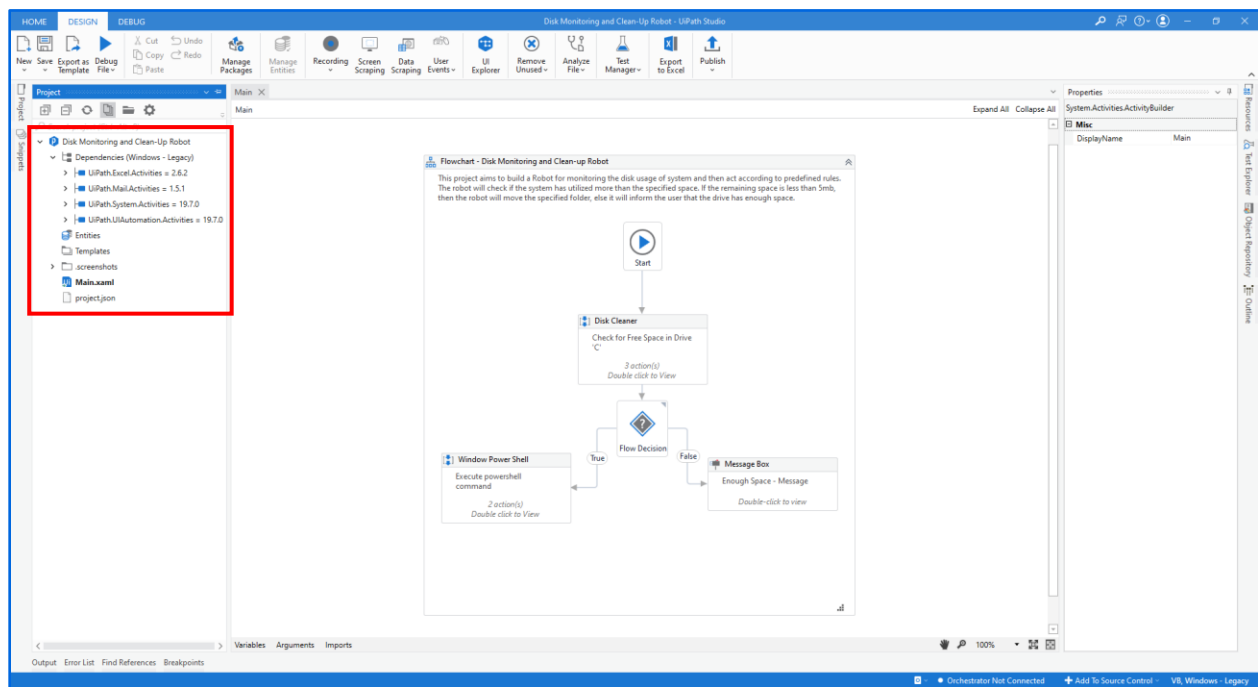 HOME DESIGN DEBUG
Disk Monitoring and Clean-Up Robot - UiPath Studio
New Save Export as Template Debug File
Cut Copy Paste
Undo Redo
Manage Packages
Manage Entities
Recording
Screen Scraping
Data Scraping
User Events
UI Explorer
Remove Unused
Analyze File
Test Manager
Export to Excel
Publish
Project
Snippets
Project
Disk Monitoring and Clean-Up Robot
Dependencies (Windows - Legacy)
UiPath.Excel.Activities = 2.6.2
UiPath.Mail.Activities = 1.5.1
UiPath.System.Activities = 19.7.0
UiPath.UIAutomation.Activities = 19.7.0
Entities
Templates
.screenshots
Main.xaml
project.json
Main
Main
Expand All Collapse All
Flowchart - Disk Monitoring and Clean-up Robot
This project aims to build a Robot for monitoring the disk usage of system and then act according to predefined rules.
The robot will check if the system has utilized more than the specified space. If the remaining space is less than 5mb,
then the robot will move the specified folder, else it will inform the user that the drive has enough space.
Start
Disk Cleaner
Check for Free Space in Drive
'C'
3 action(s)
Double click to View
Flow Decision
True
False
Window Power Shell
Execute powershell
command
2 action(s)
Double click to View
Message Box
Enough Space - Message
Double-click to view
Properties
System.Activities.ActivityBuilder
Misc
DisplayName Main
Resources
Test Explorer
Object Repository
Outline
Variables Arguments Imports
100%
Output Error List Find References Breakpoints
0
Orchestrator Not Connected
Add To Source Control
VB, Windows - Legacy